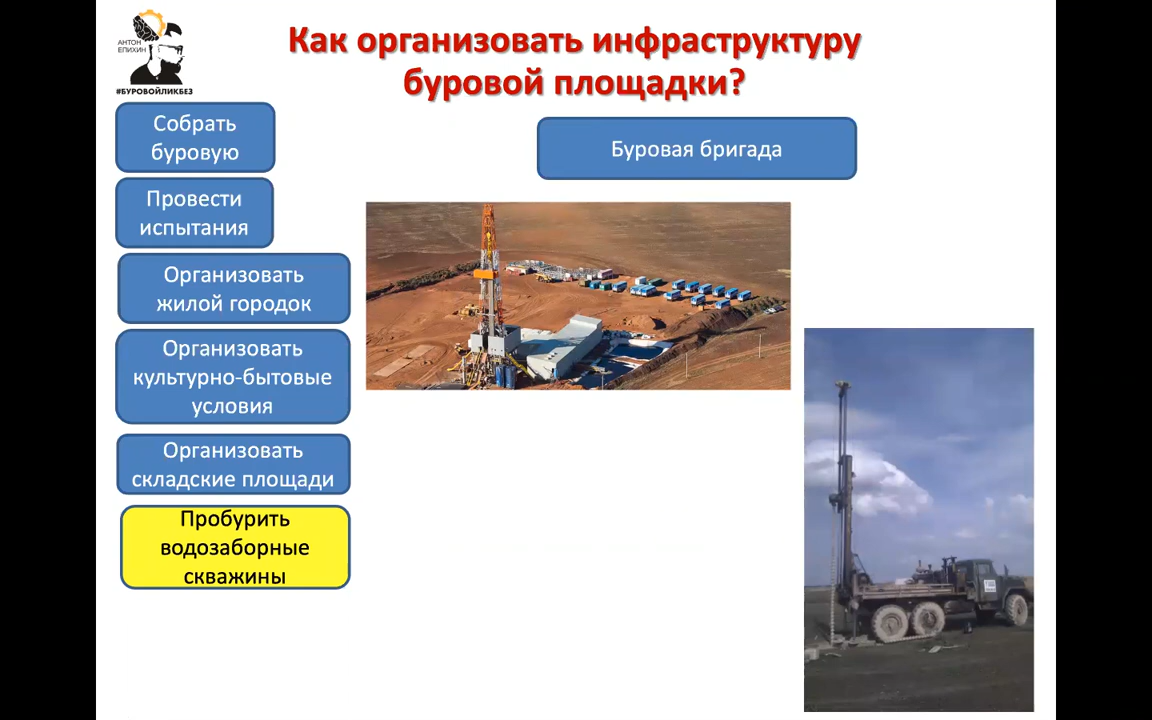 АНТОН
ЕПИХИН
#БУРОВОЙЛИКБЕЗ
Как организовать инфраструктуру
буровой площадки?
Собрать
буровую
Буровая бригада
Провести
испытания
Организовать
жилой городок
Организовать
культурно-бытовые
условия
Организовать
складские площади
Пробурить
водозаборные
скважины